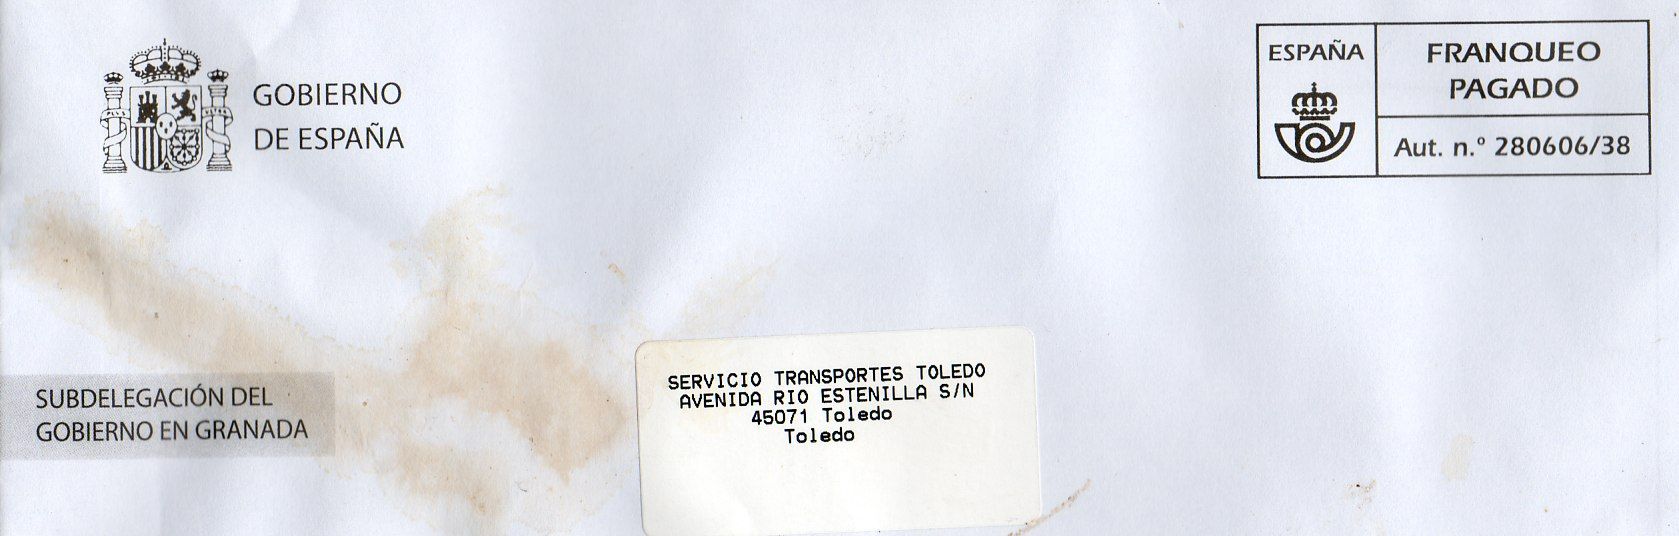 GOBIERNO
DE ESPAÑA
ESPAÑA
FRANQUEO
PAGADO
Aut. n.º 280606/38
SUBDELEGACIÓN DEL
GOBIERNO EN GRANADA
SERVICIO TRANSPORTES TOLEDO
AVENIDA RIO ESTENILLA S/N
45071 Toledo
Toledo